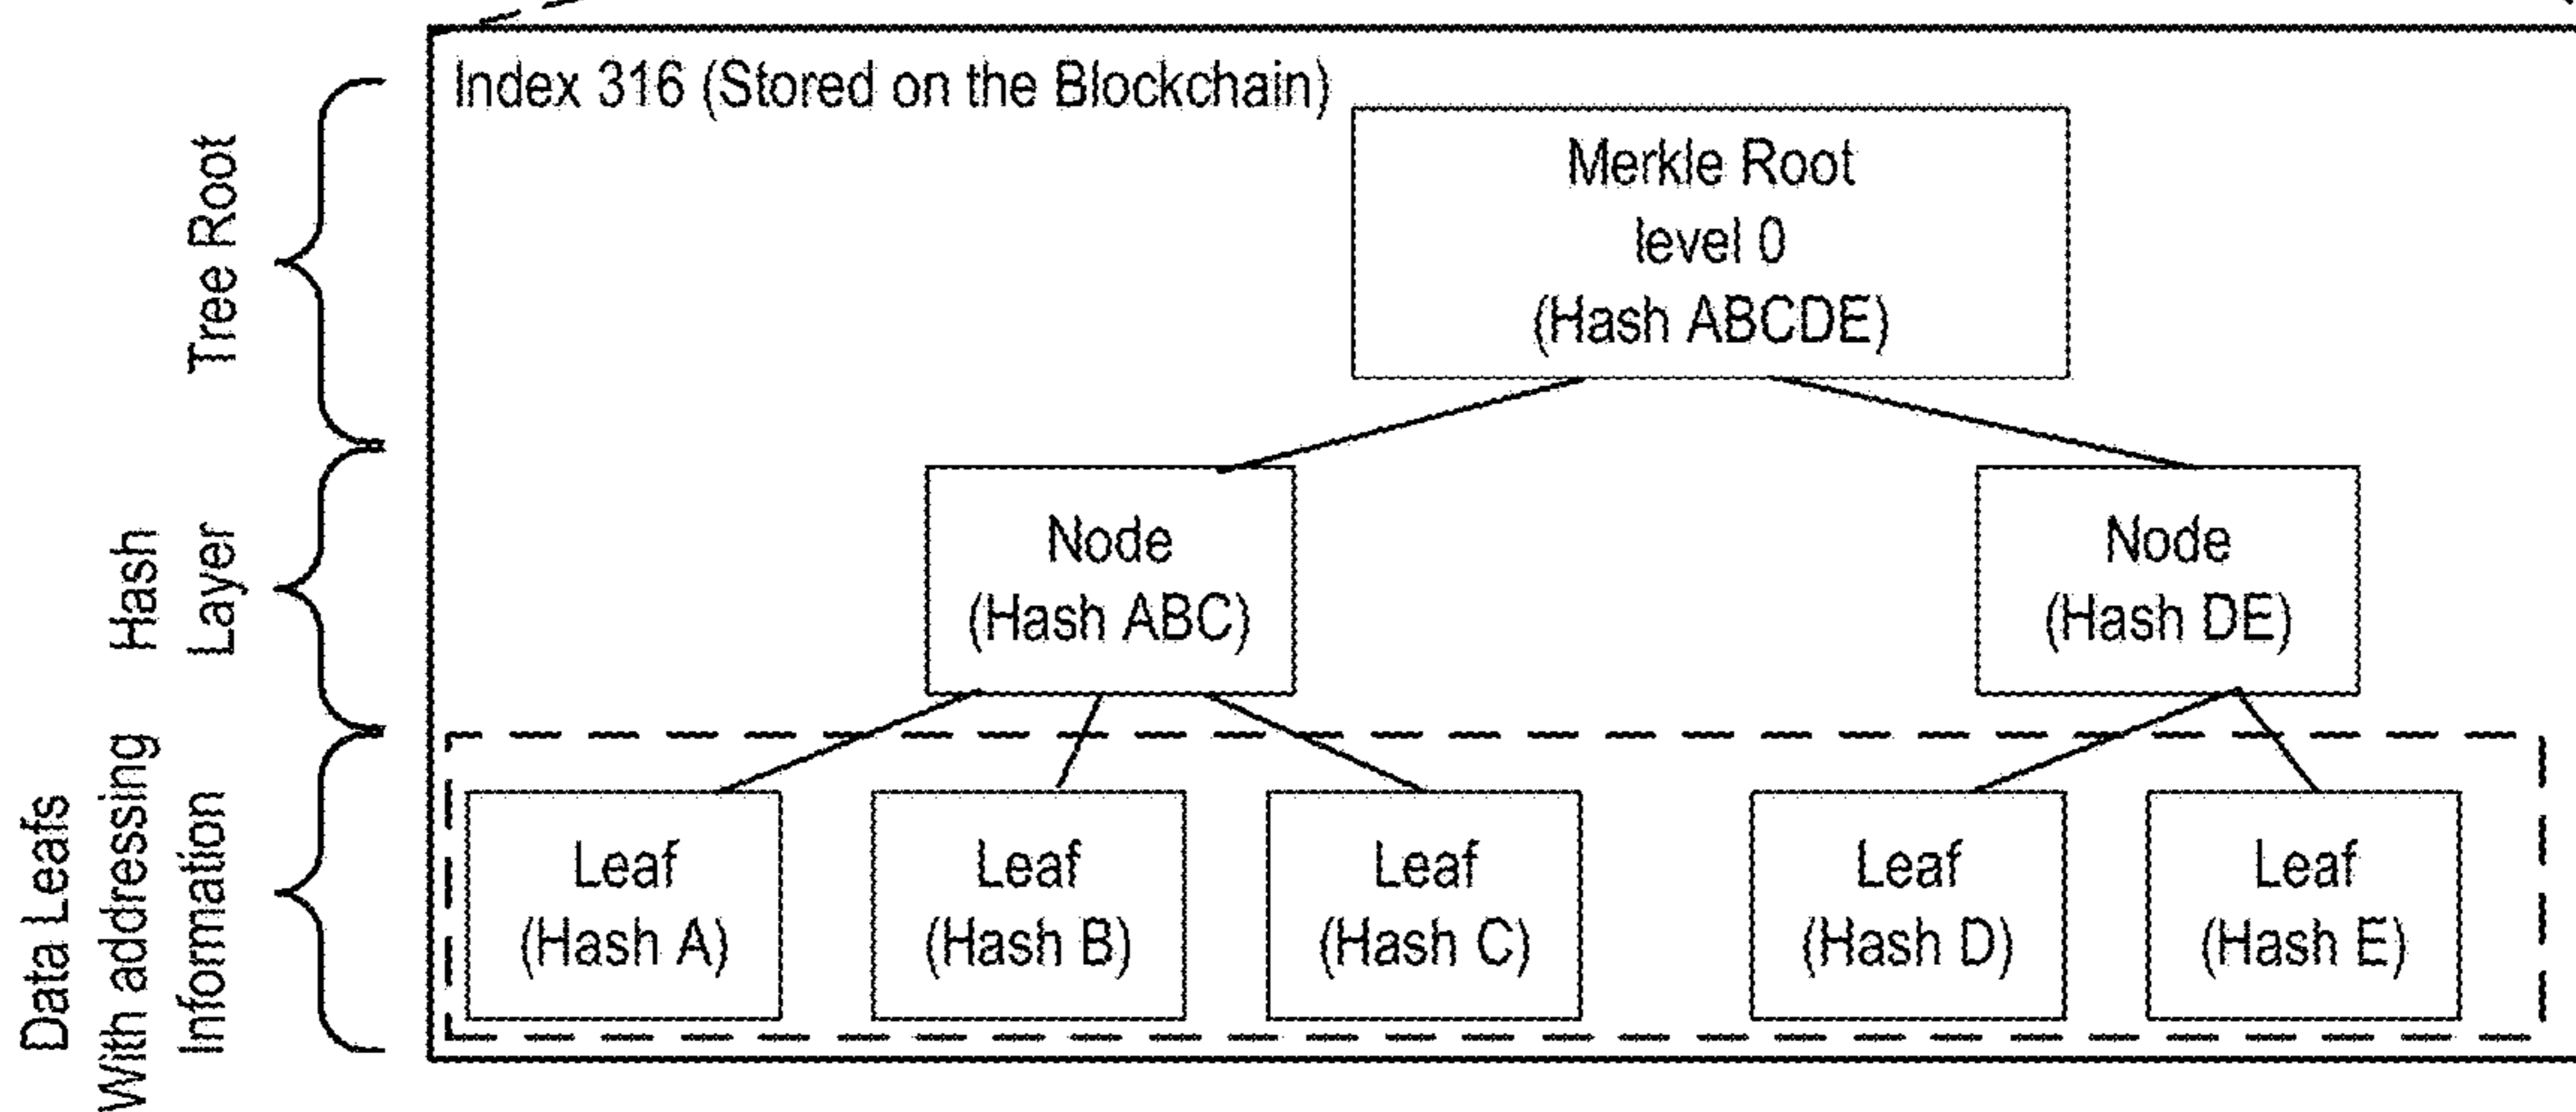 Index 316 (Stored on the Blockchain)
Tree Root
Merkle Root
level 0
(Hash ABCDE)
Hash
Layer
Node
(Hash ABC)
Node
(Hash DE)
Data Leafs
With addressing
Information
Leaf
(Hash A)
Leaf
(Hash B)
Leaf
(Hash C)
Leaf
(Hash D)
Leaf
(Hash E)